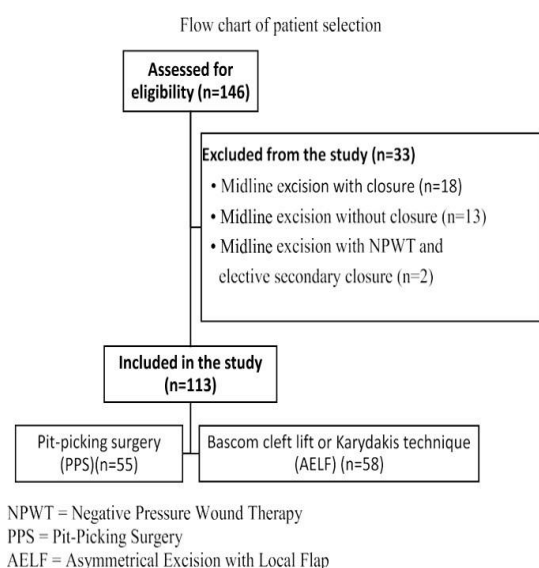 Flow chart of patient selection
Assessed for
eligibility (n=146)
Excluded from the study (n=33)
• Midline excision with closure (n=18)
• Midline excision without closure (n=13)
• Midline excision with NPWT and
elective secondary closure (n=2)
Included in the study
(n=113)
Pit-picking surgery
(PPS)(n=55)
Bascom cleft lift or Karydakis technique
(AELF) (n=58)
NPWT = Negative Pressure Wound Therapy
PPS = Pit-Picking Surgery
AELF = Asymmetrical Excision with Local Flap